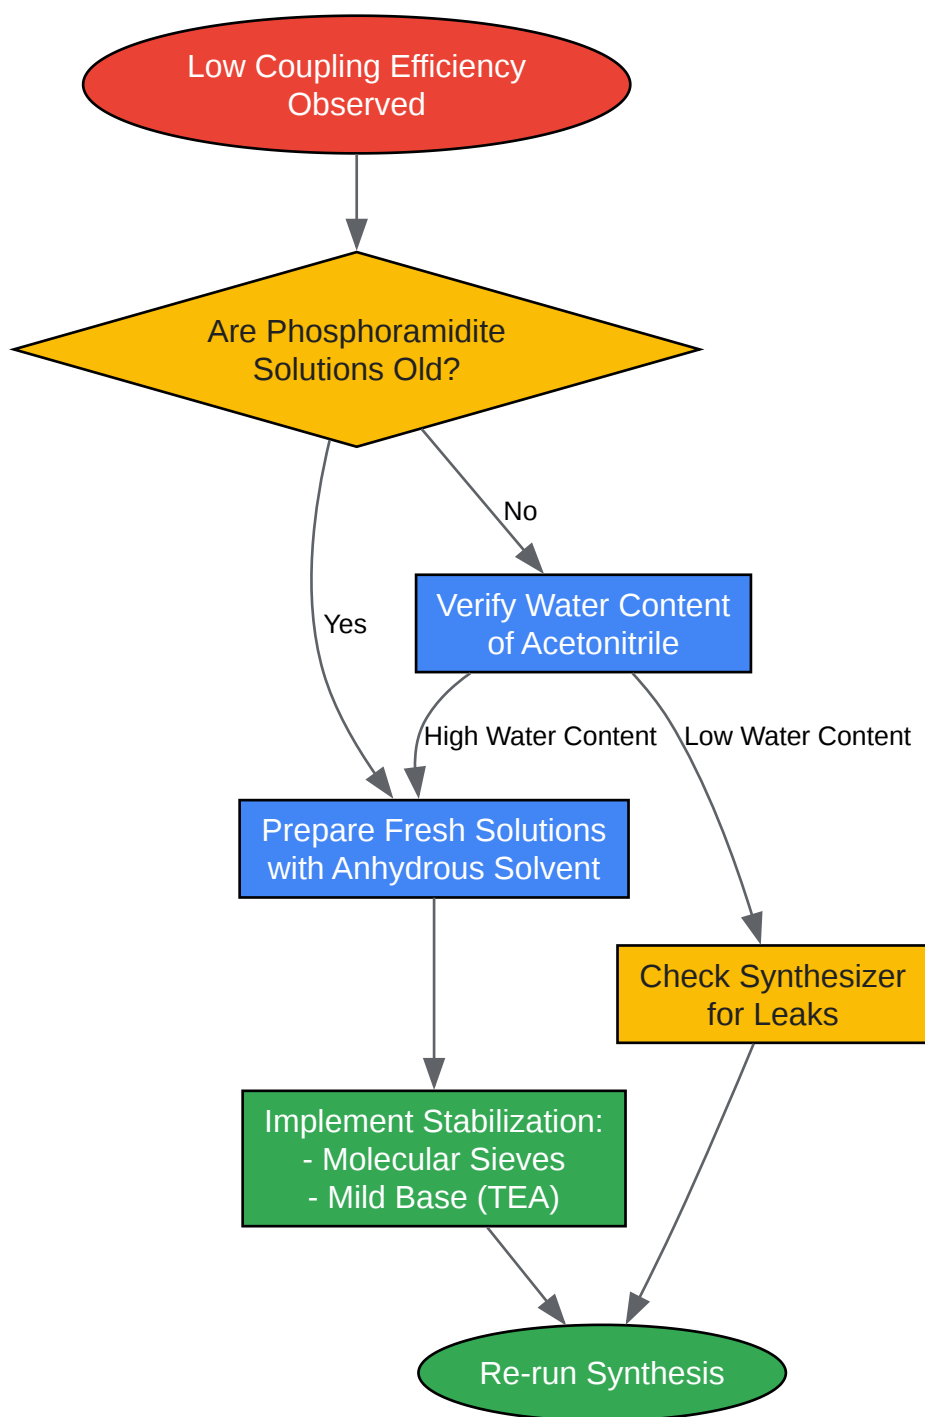 Low Coupling Efficiency
Observed
Are Phosphoramidite
Solutions Old?
No
Verify Water Content
of Acetonitrile
Yes
High Water Content
Low Water Content
Prepare Fresh Solutions
with Anhydrous Solvent
Check Synthesizer
for Leaks
Implement Stabilization:
- Molecular Sieves
- Mild Base (TEA)
Re-run Synthesis